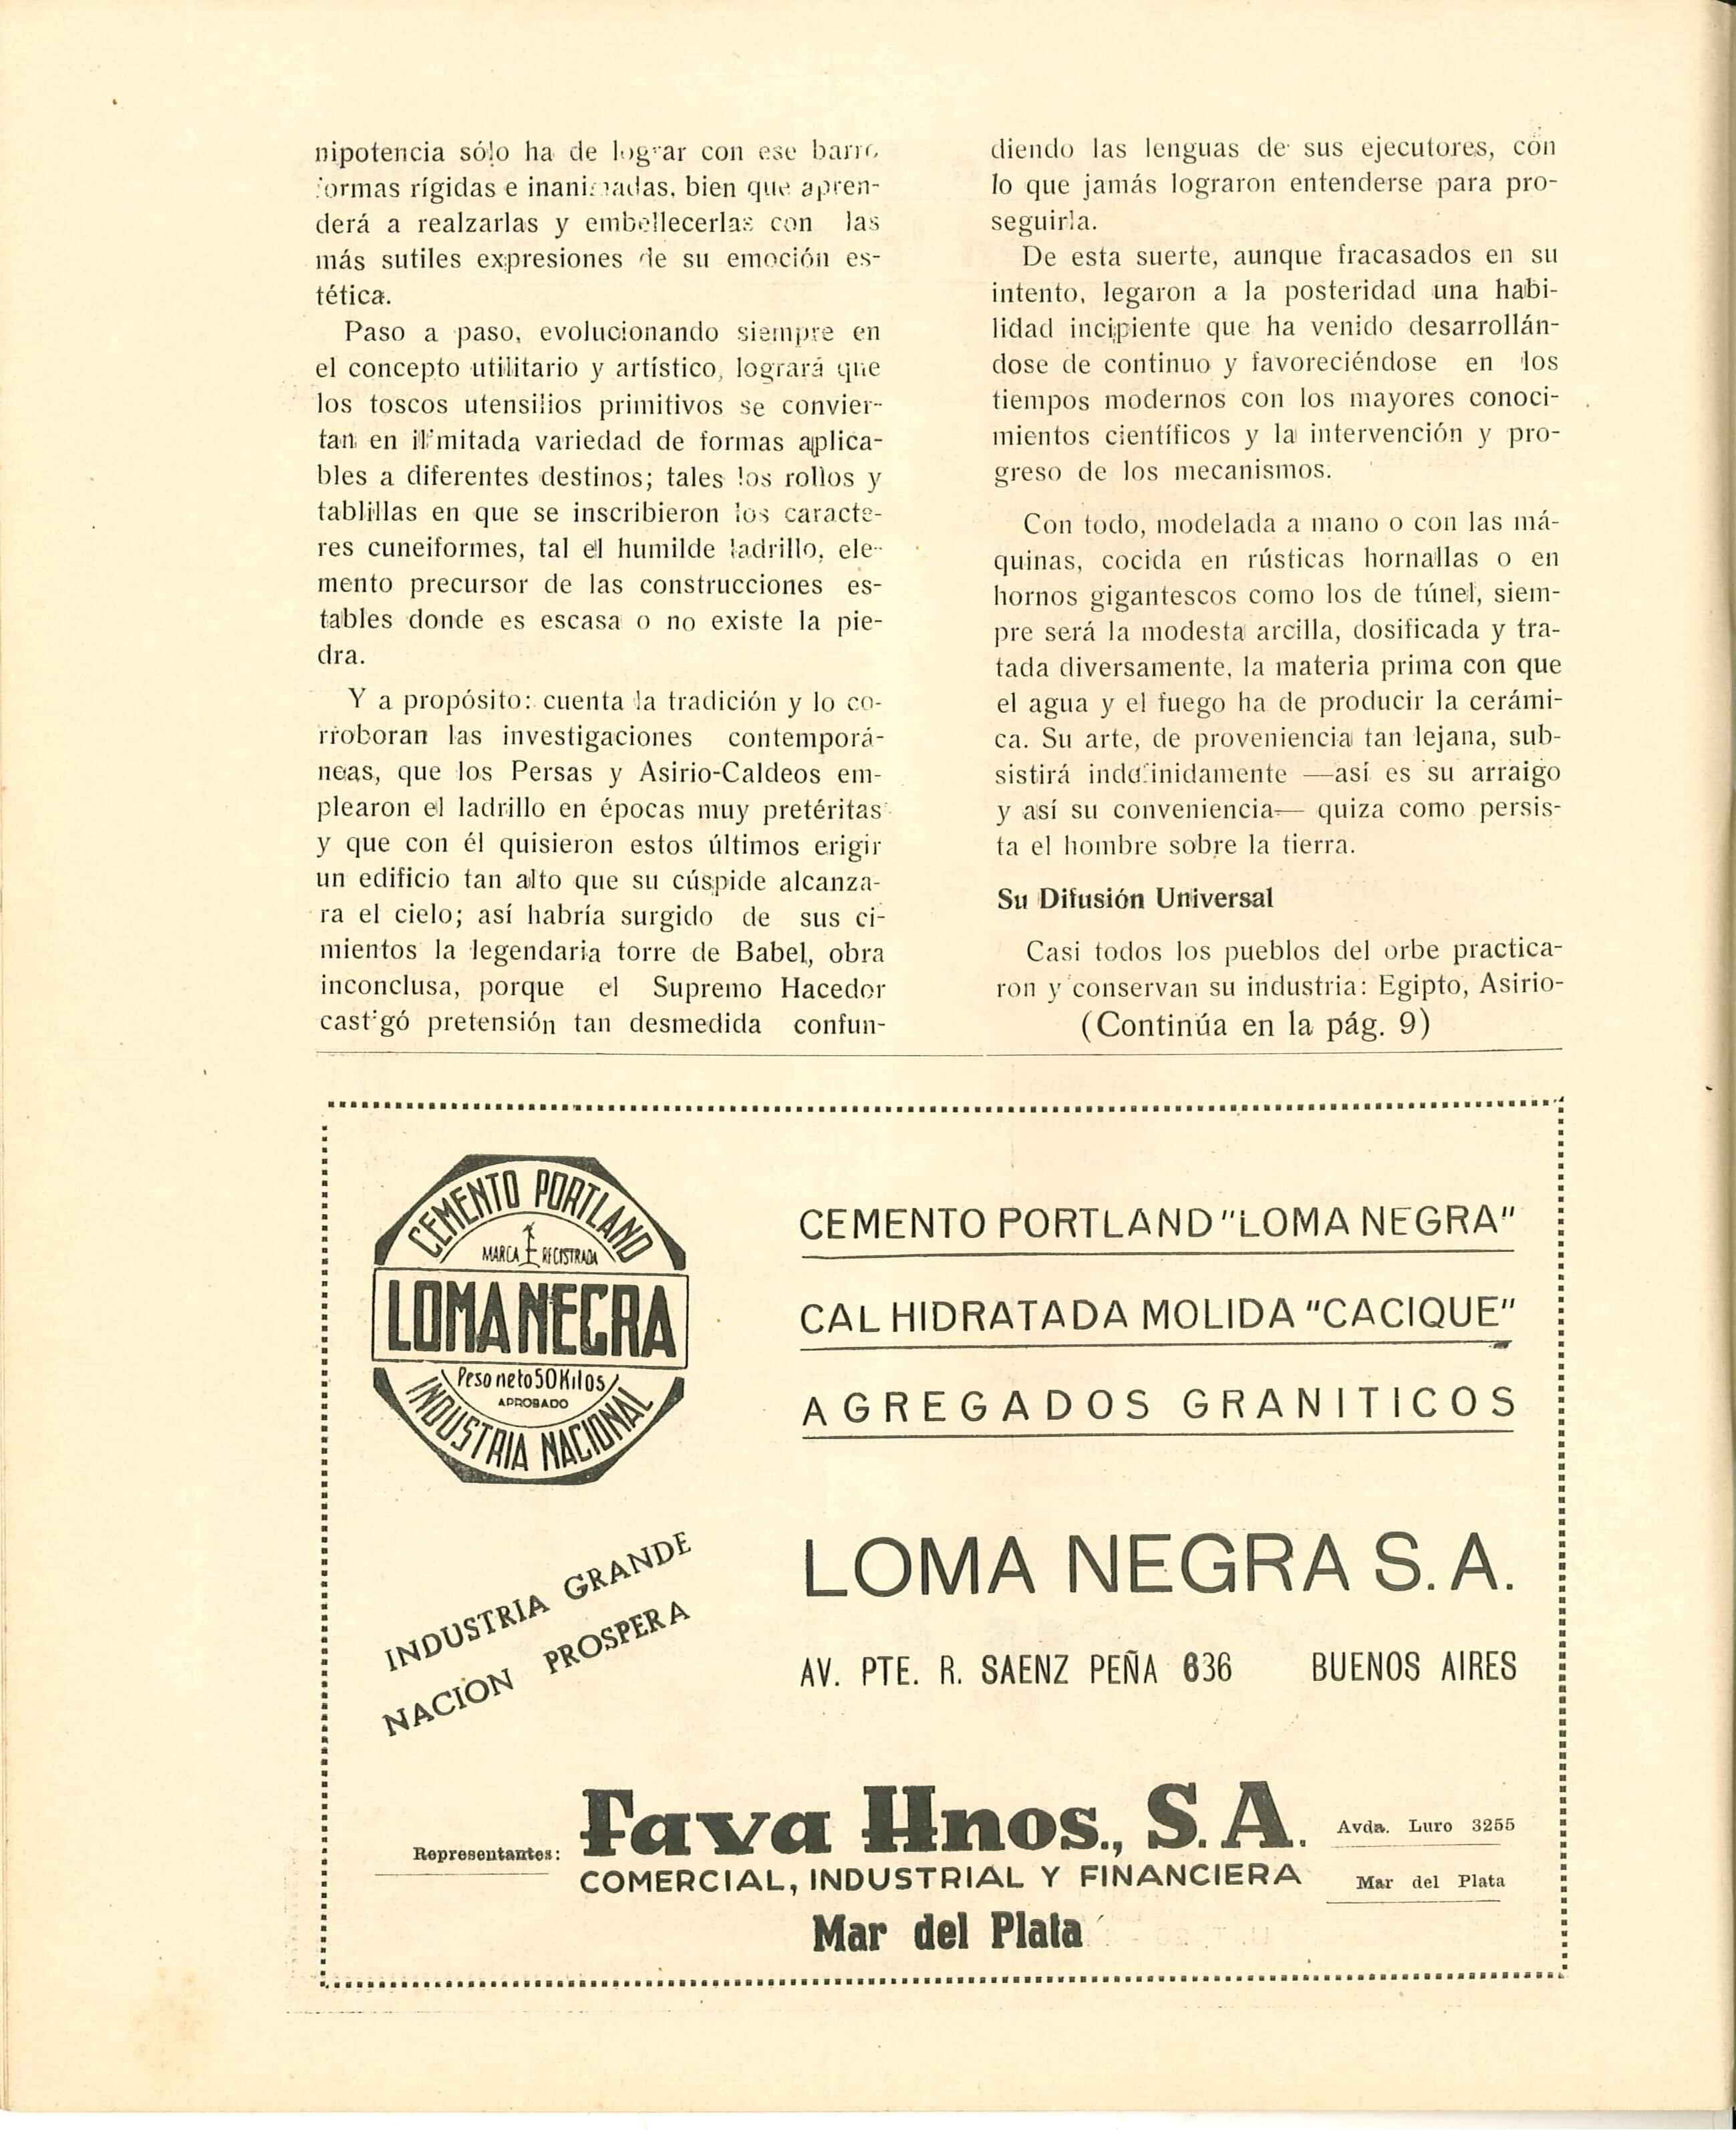 nipotencia sólo ha de lograr con ese barro
formas rígidas e inanimadas, bien que apren-
derá a realzarlas y embellecerlas con las
más sutiles expresiones de su emoción es-
tética.
Paso a paso, evolucionando siempre en
el concepto utilitario y artístico, logrará que
los toscos utensilios primitivos se convier-
tan en ilimitada variedad de formas aplica-
bles a diferentes destinos; tales los rollos y
tablillas en que se inscribieron los caracte-
res cuneiformes, tal el humilde ladrillo, ele-
mento precursor de las construcciones es-
tables donde es escasa o no existe la pie-
dra.
Y a propósito: cuenta la tradición y lo co-
rroboran las investigaciones contemporá-
neas, que los Persas y Asirio-Caldeos em-
plearon el ladrillo en épocas muy pretéritas
y que con él quisieron estos últimos erigir
un edificio tan alto que su cúspide alcanza-
ra el cielo; así habría surgido de sus ci-
mientos la legendaria torre de Babel, obra
inconclusa, porque el Supremo Hacedor
castigó pretensión tan desmedida confun-
diendo las lenguas de sus ejecutores, con
lo que jamás lograron entenderse para pro-
seguirla.
De esta suerte, aunque fracasados en su
intento, legaron a la posteridad una habi-
lidad incipiente que ha venido desarrollán-
dose de continuo y favoreciéndose en los
tiempos modernos con los mayores conoci-
mientos científicos y la intervención y pro-
greso de los mecanismos.
Con todo, modelada a mano o con las má-
quinas, cocida en rústicas hornallas o en
hornos gigantescos como los de túnel, siem-
pre será la modesta arcilla, dosificada y tra-
tada diversamente, la materia prima con que
el agua y el fuego ha de producir la cerámi-
ca. Su arte, de proveniencia tan lejana, sub-
sistirá indefinidamente —así es su arraigo
y así su conveniencia— quiza como persis-
ta el hombre sobre la tierra.
Su Difusión Universal
Casi todos los pueblos del orbe practica-
ron y conservan su industria: Egipto, Asirio-
(Continúa en la pág. 9)
CEMENTO PORTLAND
MARCA REGISTRADA
LOMA NEGRA
Peso neto 50 Kilos
APROBADO
INDUSTRIA NACIONAL
CEMENTO PORTLAND "LOMA NEGRA"
CAL HIDRATADA MOLIDA "CACIQUE"
AGREGADOS GRANITICOS
INDUSTRIA GRANDE
NACION PROSPERA
LOMA NEGRA S. A.
AV. PTE. R. SAENZ PEÑA 636 BUENOS AIRES
Representantes:
Fava Hnos., S. A.
COMERCIAL, INDUSTRIAL Y FINANCIERA
Mar del Plata
Avda. Luro 3255
Mar del Plata